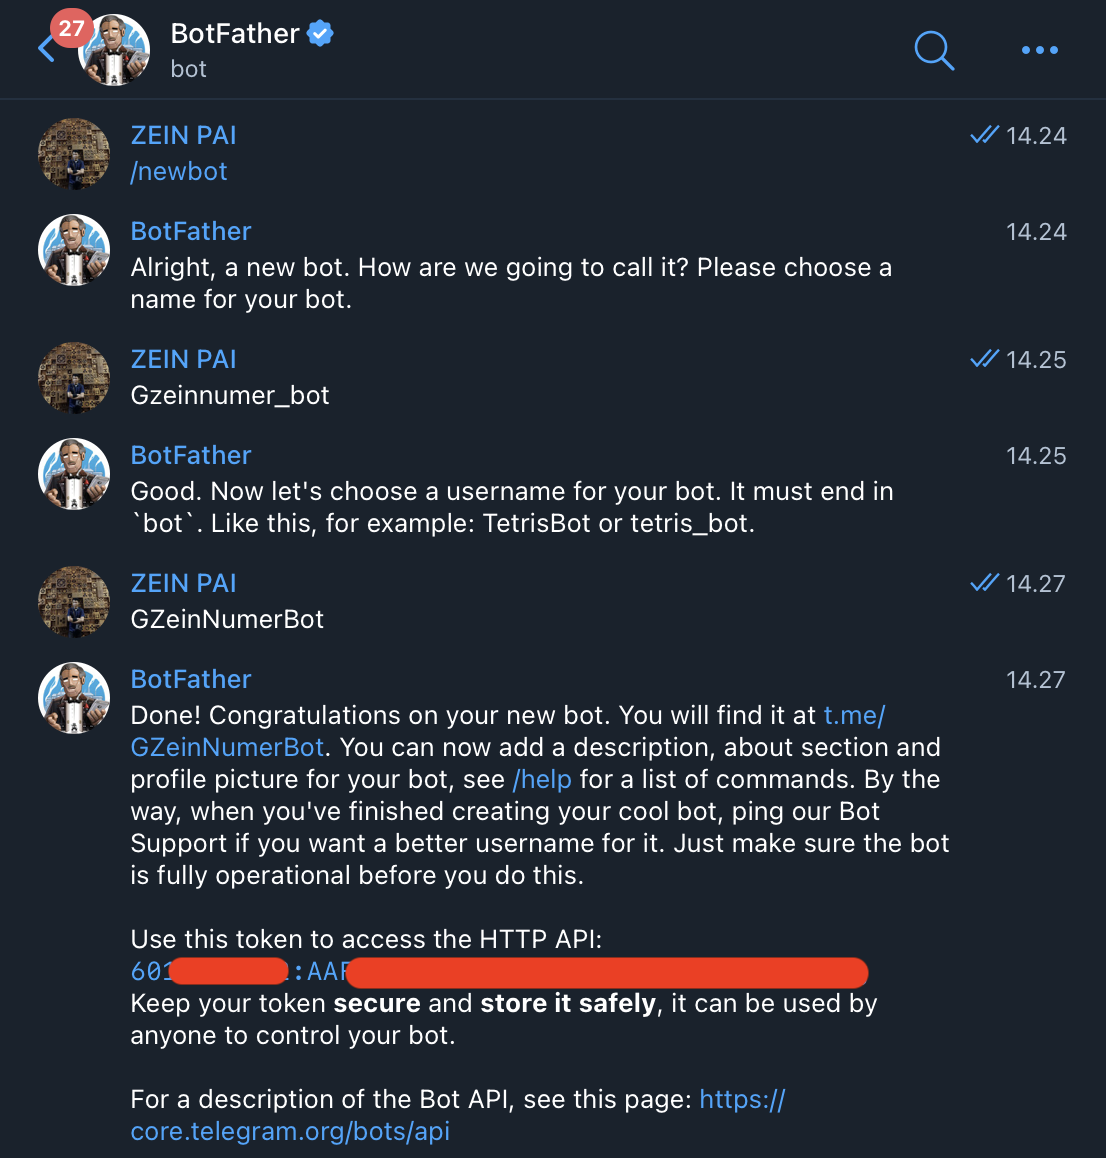 27
BotFather
bot
ZEIN PAI
14.24
/newbot
BotFather
14.24
Alright, a new bot. How are we going to call it? Please choose a
name for your bot.
ZEIN PAI
14.25
Gzeinnumer_bot
BotFather
14.25
Good. Now let's choose a username for your bot. It must end in
`bot`. Like this, for example: TetrisBot or tetris_bot.
ZEIN PAI
14.27
GZeinNumerBot
BotFather
14.27
Done! Congratulations on your new bot. You will find it at t.me/
GZeinNumerBot. You can now add a description, about section and
profile picture for your bot, see /help for a list of commands. By the
way, when you've finished creating your cool bot, ping our Bot
Support if you want a better username for it. Just make sure the bot
is fully operational before you do this.
Use this token to access the HTTP API:
601 :AAF
Keep your token secure and store it safely, it can be used by
anyone to control your bot.
For a description of the Bot API, see this page: https://
core.telegram.org/bots/api